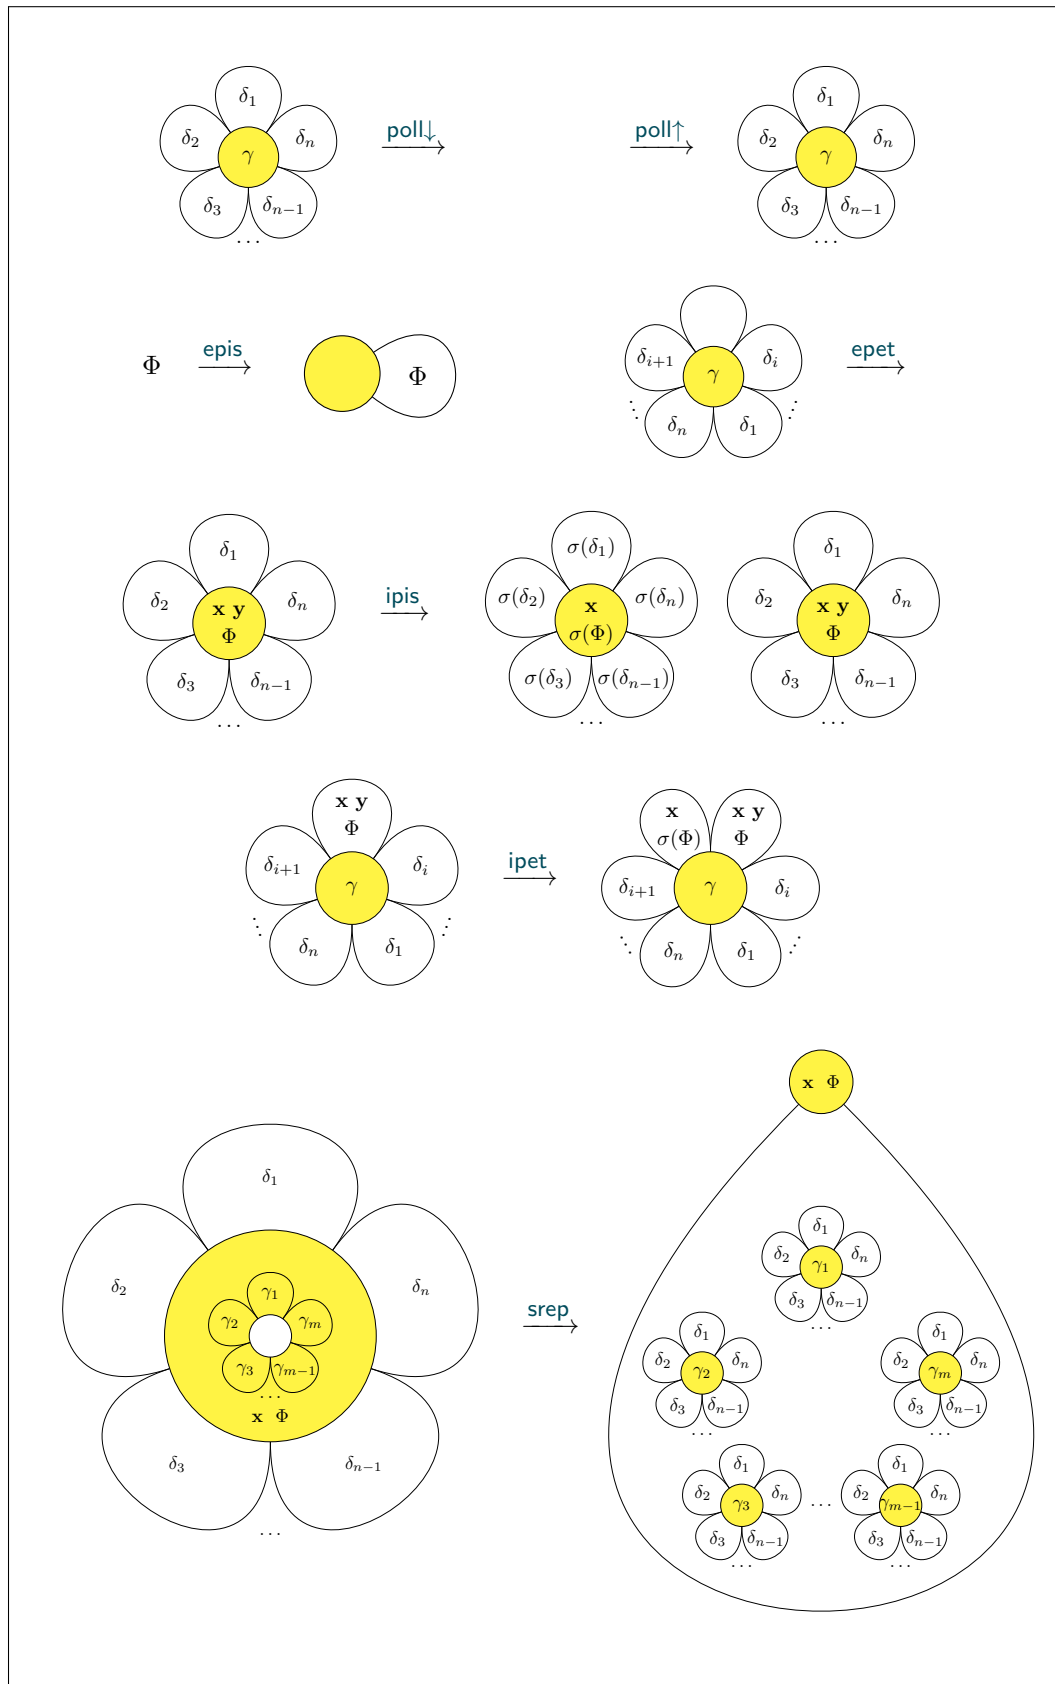 δ₁ δ₁
δ₂ γ δₙ poll↓ poll↑ δ₂ γ δₙ
δ₃ δₙ₋₁ δ₃ δₙ₋₁
... ...
Φ epis Φ δᵢ₊₁ γ δᵢ epet
⋮ δₙ δ₁ ⋮
δ₁ σ(δ₁) δ₁
δ₂ x y δₙ ipis σ(δ₂) x σ(δₙ) δ₂ x y δₙ
Φ σ(Φ) Φ
δ₃ δₙ₋₁ σ(δ₃) σ(δₙ₋₁) δ₃ δₙ₋₁
... ... ...
x y x x y
Φ σ(Φ) Φ
δᵢ₊₁ γ δᵢ ipet δᵢ₊₁ γ δᵢ
⋮ δₙ δ₁ ⋮ ⋮ δₙ δ₁ ⋮
x Φ
δ₁
δ₂ δₙ
γ₁
γ₂ γₘ
γ₃ γₘ₋₁
...
x Φ
δ₃ δₙ₋₁
...
srep
δ₁
δ₂ γ₁ δₙ
δ₃ δₙ₋₁
...
δ₁ δ₁
δ₂ γ₂ δₙ δ₂ γₘ δₙ
δ₃ δₙ₋₁ δ₃ δₙ₋₁
... ...
δ₁ δ₁
δ₂ γ₃ δₙ ... δ₂ γₘ₋₁ δₙ
δ₃ δₙ₋₁ δ₃ δₙ₋₁
... ...